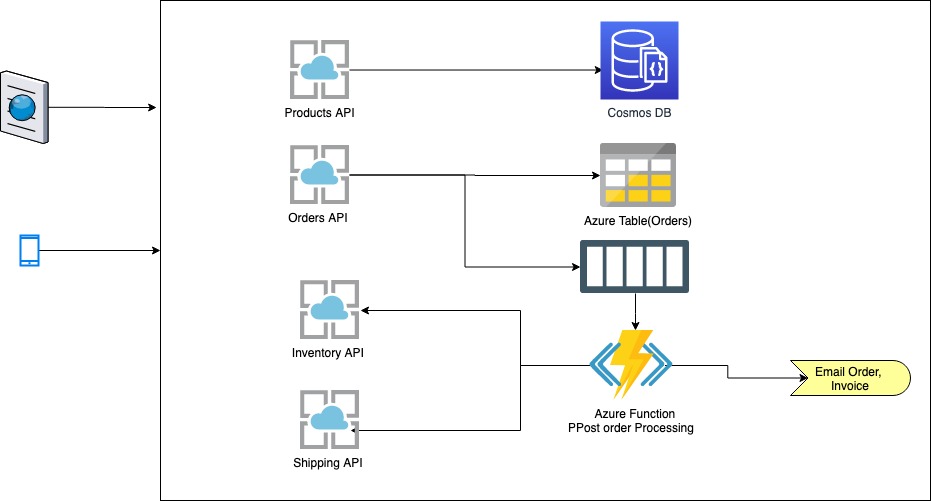 Products API
Cosmos DB
Orders API
Azure Table(Orders)
Inventory API
Email Order,
Invoice
Azure Function
PPost order Processing
Shipping API